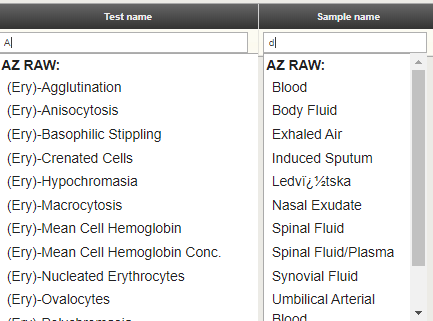 Test name
Sample name
A
d
AZ RAW:
(Ery)-Agglutination
(Ery)-Anisocytosis
(Ery)-Basophilic Stippling
(Ery)-Crenated Cells
(Ery)-Hypochromasia
(Ery)-Macrocytosis
(Ery)-Mean Cell Hemoglobin
(Ery)-Mean Cell Hemoglobin Conc.
(Ery)-Nucleated Erythrocytes
(Ery)-Ovalocytes
(Ery)-Polychromasia
AZ RAW:
Blood
Body Fluid
Exhaled Air
Induced Sputum
Ledvï¿½tska
Nasal Exudate
Spinal Fluid
Spinal Fluid/Plasma
Synovial Fluid
Umbilical Arterial
Blood